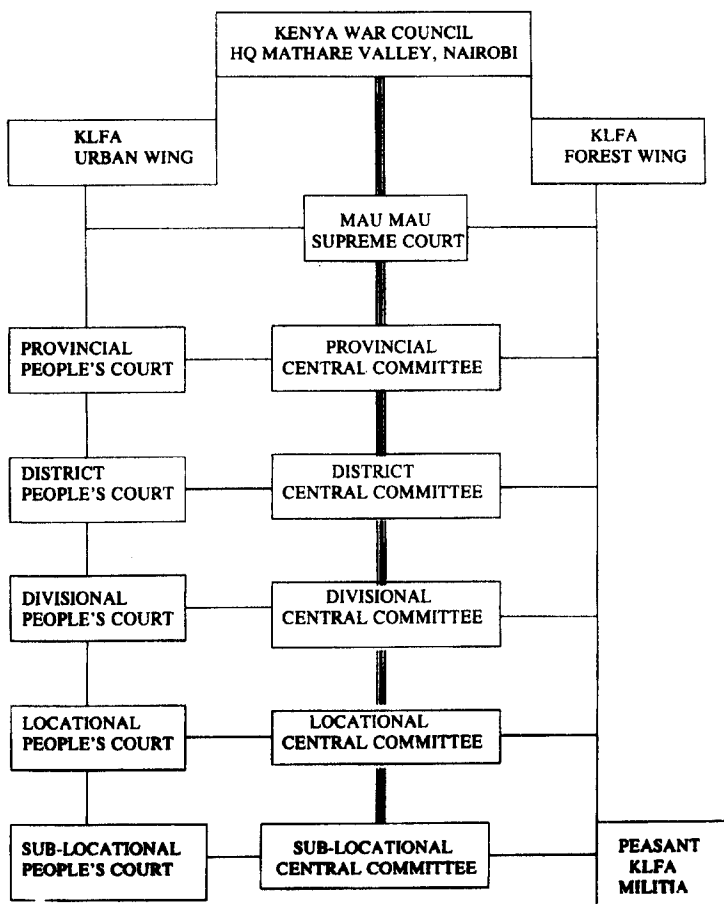 KENYA WAR COUNCIL
HQ MATHARE VALLEY, NAIROBI
KLFA
URBAN WING
KLFA
FOREST WING
MAU MAU
SUPREME COURT
PROVINCIAL
PEOPLE'S COURT
PROVINCIAL
CENTRAL COMMITTEE
DISTRICT
PEOPLE'S COURT
DISTRICT
CENTRAL COMMITTEE
DIVISIONAL
PEOPLE'S COURT
DIVISIONAL
CENTRAL COMMITTEE
LOCATIONAL
PEOPLE'S COURT
LOCATIONAL
CENTRAL COMMITTEE
SUB-LOCATIONAL
PEOPLE'S COURT
SUB-LOCATIONAL
CENTRAL COMMITTEE
PEASANT
KLFA
MILITIA